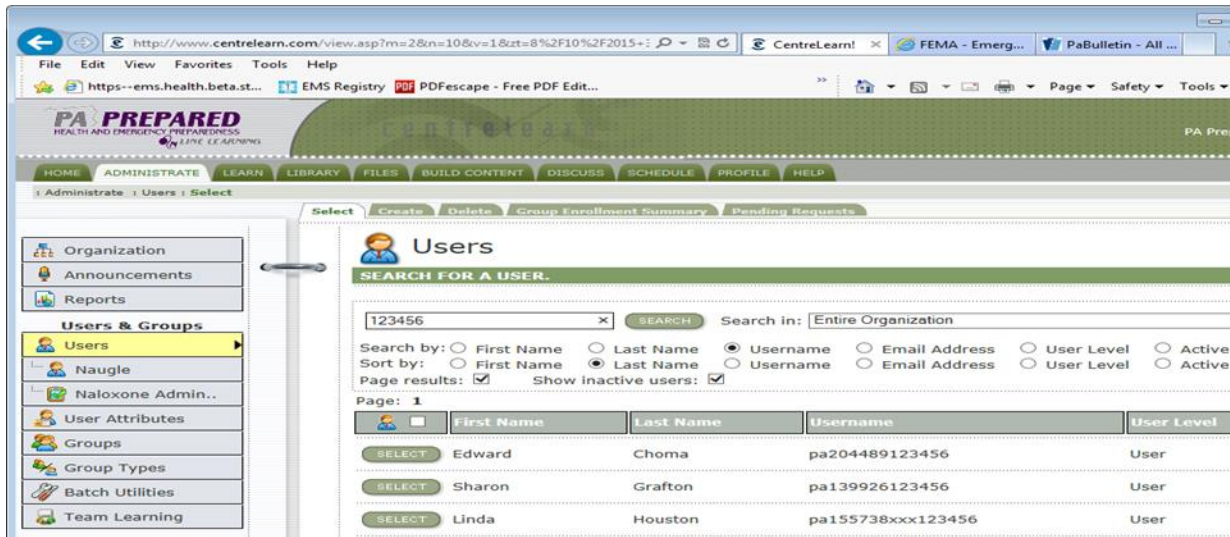 http://www.centrelearn.com/view.asp?m=2&n=10&v=1&zt=8%2F10%2F2015+
CentreLearn!
FEMA - Emerg...
PaBulletin - All ...
File Edit View Favorites Tools Help
https--ems.health.beta.st...
EMS Registry
PDF PDFescape - Free PDF Edit...
Page Safety Tools
PA PREPARED
HEALTH AND EMERGENCY PREPAREDNESS
ON LINE LEARNING
centrelearn
PA Pre
HOME ADMINISTRATE LEARN LIBRARY FILES BUILD CONTENT DISCUSS SCHEDULE PROFILE HELP
: Administrate : Users : Select
Select Create Delete Group Enrollment Summary Pending Requests
Organization
Announcements
Reports
Users & Groups
Users
Naugle
Naloxone Admin..
User Attributes
Groups
Group Types
Batch Utilities
Team Learning
Users
SEARCH FOR A USER.
123456 × SEARCH Search in: Entire Organization
Search by: First Name Last Name Username Email Address User Level Active
Sort by: First Name Last Name Username Email Address User Level Active
Page results: Show inactive users:
Page: 1
First Name Last Name Username User Level
SELECT Edward Choma pa204489123456 User
SELECT Sharon Grafton pa139926123456 User
SELECT Linda Houston pa155738xxx123456 User